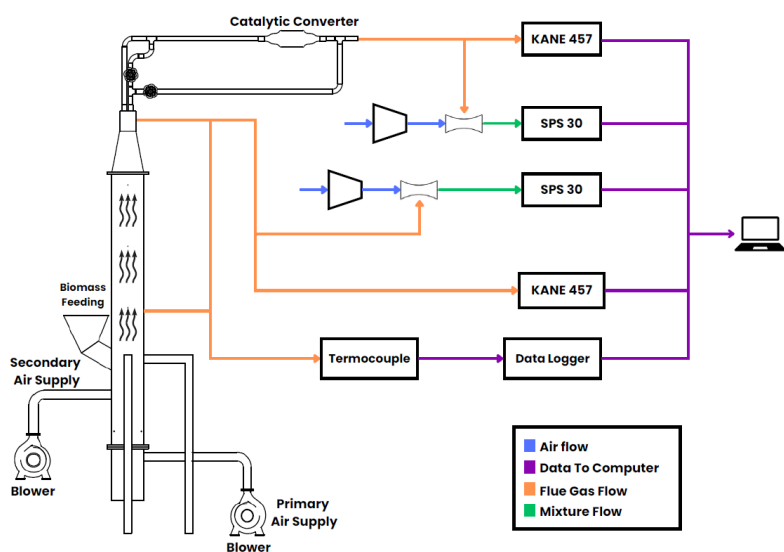 Catalytic Converter
KANE 457
SPS 30
SPS 30
Biomass
Feeding
KANE 457
Secondary
Air Supply
Termocouple
Data Logger
Blower
Primary
Air Supply
Blower
Air flow
Data To Computer
Flue Gas Flow
Mixture Flow